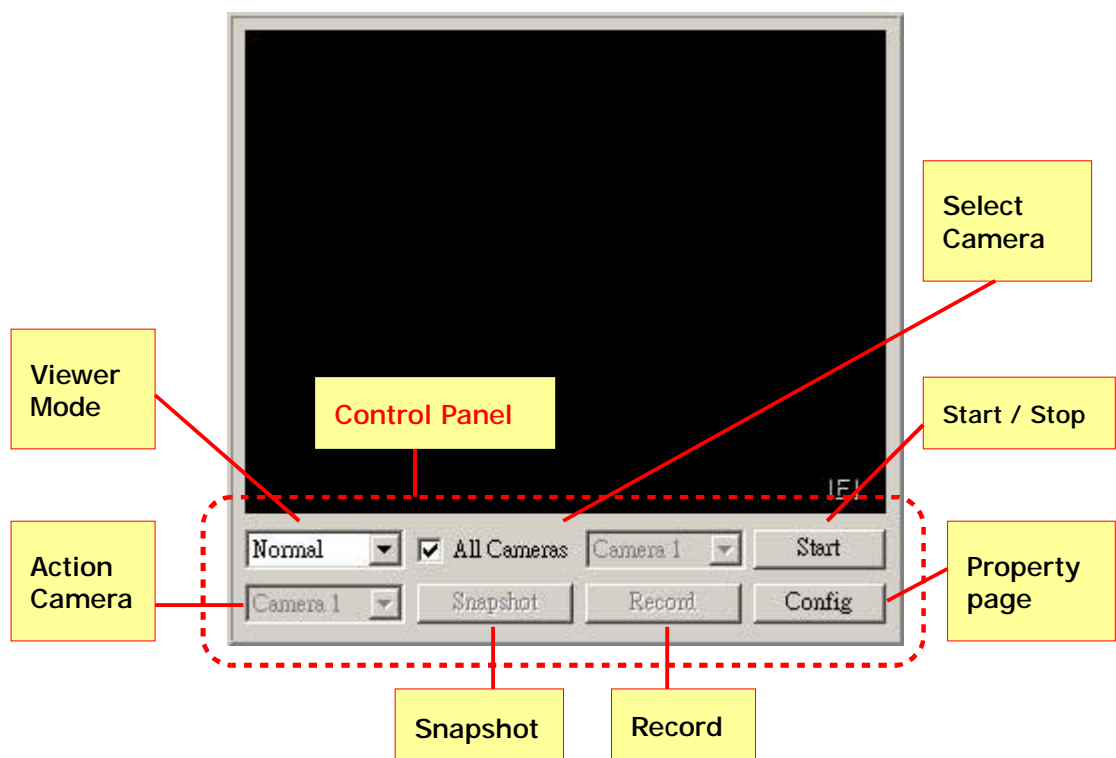 Select
Camera
Viewer
Mode
Control Panel
Start / Stop
Normal
All Cameras
Camera 1
Start
Action
Camera
Camera 1
Snapshot
Record
Config
Property
page
Snapshot
Record